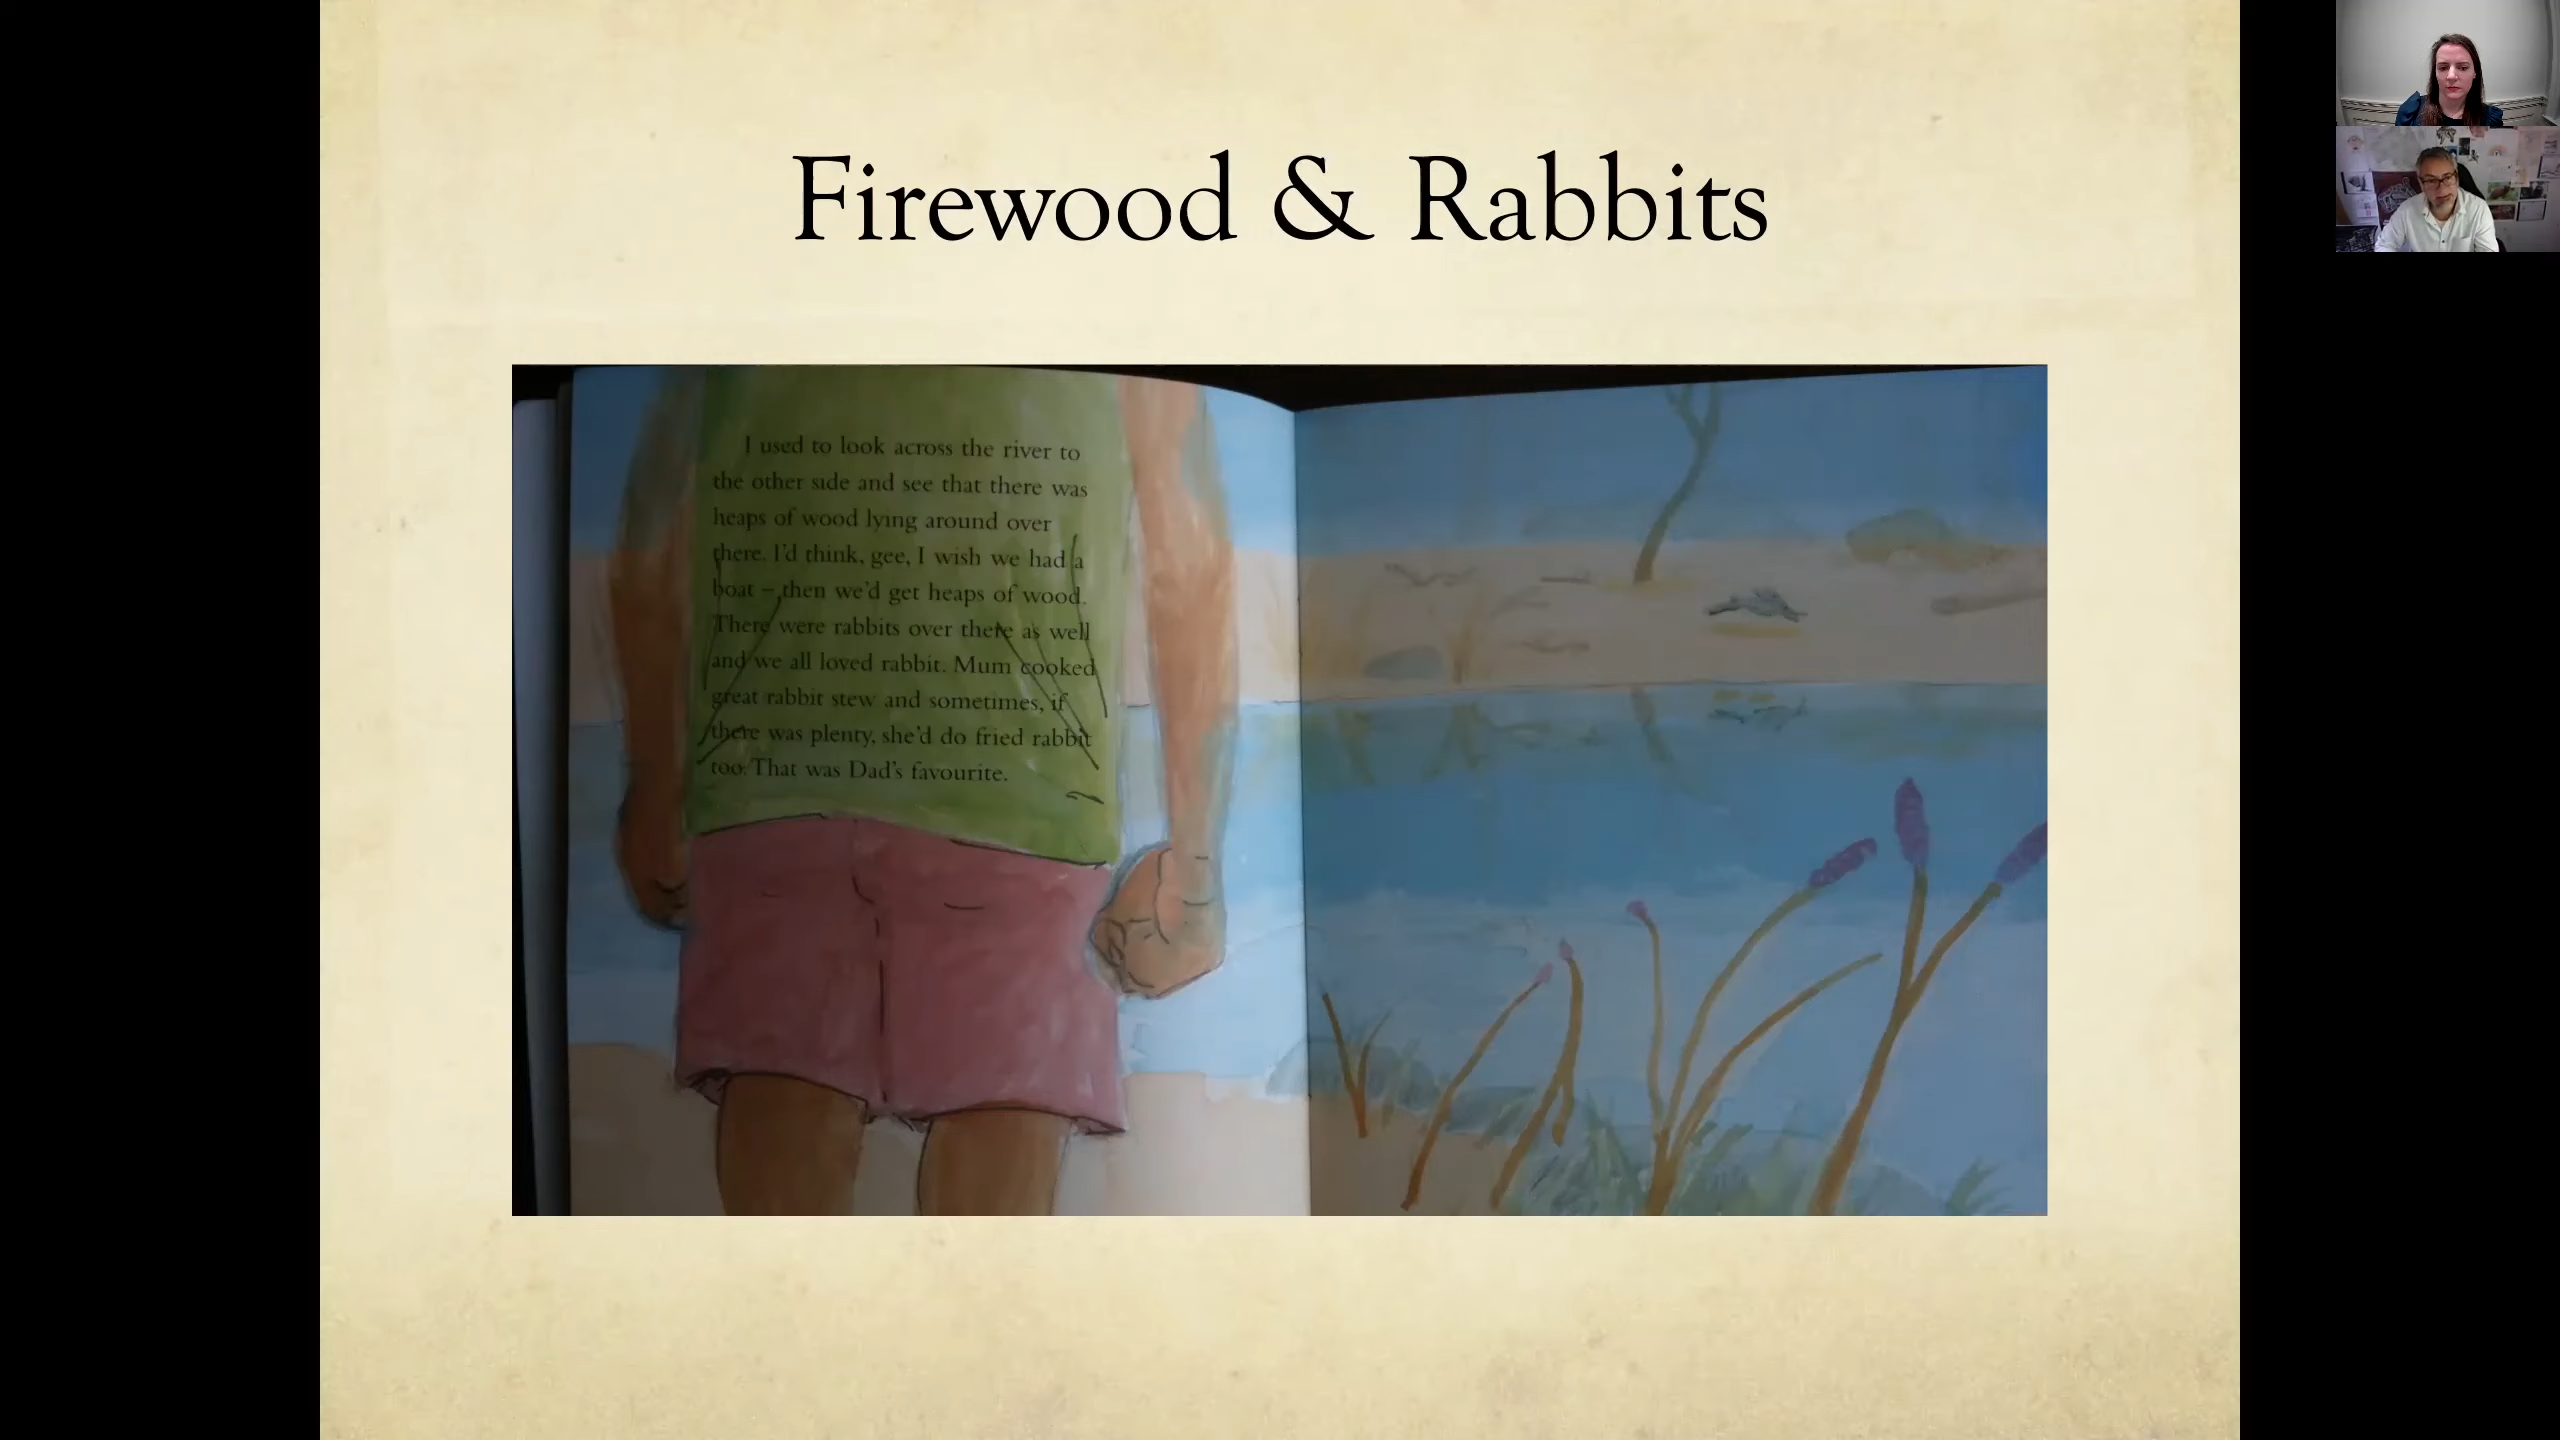 Firewood & Rabbits
I used to look across the river to
the other side and see that there was
heaps of wood lying around over
there. I'd think, gee, I wish we had a
boat – then we'd get heaps of wood.
There were rabbits over there as well
and we all loved rabbit. Mum cooked
great rabbit stew and sometimes, if
there was plenty, she'd do fried rabbit
too. That was Dad's favourite.